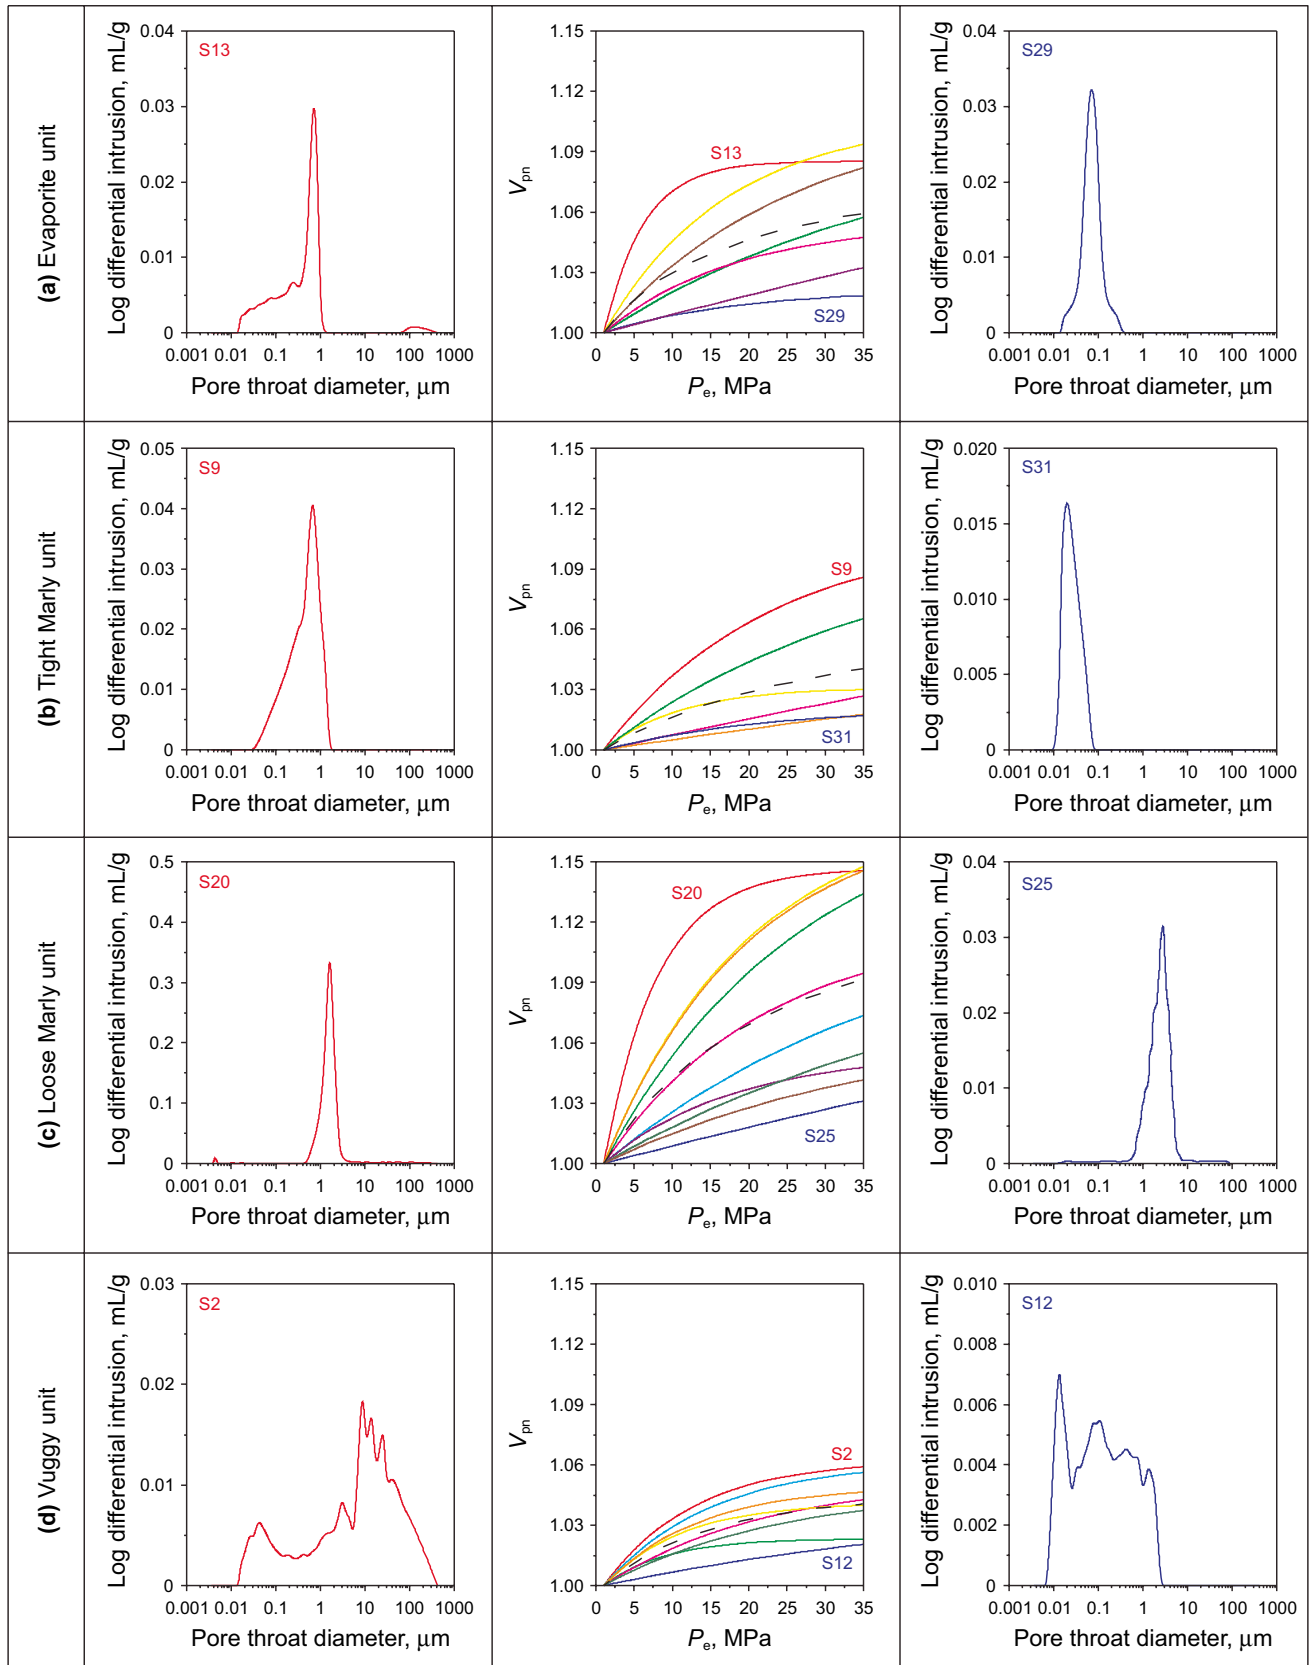 (a) Evaporite unit
Log differential intrusion, mL/g
0.04
0.03
0.02
0.01
0
S13
0.001 0.01 0.1 1 10 100 1000
Pore throat diameter, μm
Vpn
1.15
1.12
1.09
1.06
1.03
1.00
S13
S29
0 5 10 15 20 25 30 35
Pe, MPa
Log differential intrusion, mL/g
0.04
0.03
0.02
0.01
0
S29
0.001 0.01 0.1 1 10 100 1000
Pore throat diameter, μm
(b) Tight Marly unit
Log differential intrusion, mL/g
0.05
0.04
0.03
0.02
0.01
0
S9
0.001 0.01 0.1 1 10 100 1000
Pore throat diameter, μm
Vpn
1.15
1.12
1.09
1.06
1.03
1.00
S9
S31
0 5 10 15 20 25 30 35
Pe, MPa
Log differential intrusion, mL/g
0.020
0.015
0.010
0.005
0
S31
0.001 0.01 0.1 1 10 100 1000
Pore throat diameter, μm
(c) Loose Marly unit
Log differential intrusion, mL/g
0.5
0.4
0.3
0.2
0.1
0
S20
0.001 0.01 0.1 1 10 100 1000
Pore throat diameter, μm
Vpn
1.15
1.12
1.09
1.06
1.03
1.00
S20
S25
0 5 10 15 20 25 30 35
Pe, MPa
Log differential intrusion, mL/g
0.04
0.03
0.02
0.01
0
S25
0.001 0.01 0.1 1 10 100 1000
Pore throat diameter, μm
(d) Vuggy unit
Log differential intrusion, mL/g
0.03
0.02
0.01
0
S2
0.001 0.01 0.1 1 10 100 1000
Pore throat diameter, μm
Vpn
1.15
1.12
1.09
1.06
1.03
1.00
S2
S12
0 5 10 15 20 25 30 35
Pe, MPa
Log differential intrusion, mL/g
0.010
0.008
0.006
0.004
0.002
0
S12
0.001 0.01 0.1 1 10 100 1000
Pore throat diameter, μm